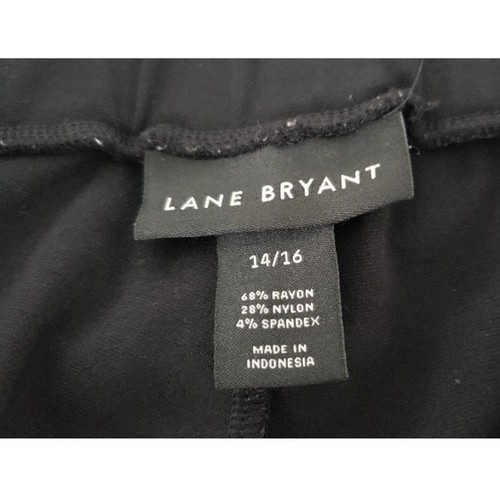 LANE BRYANT
14/16
68% RAYON
28% NYLON
4% SPANDEX
MADE IN
INDONESIA